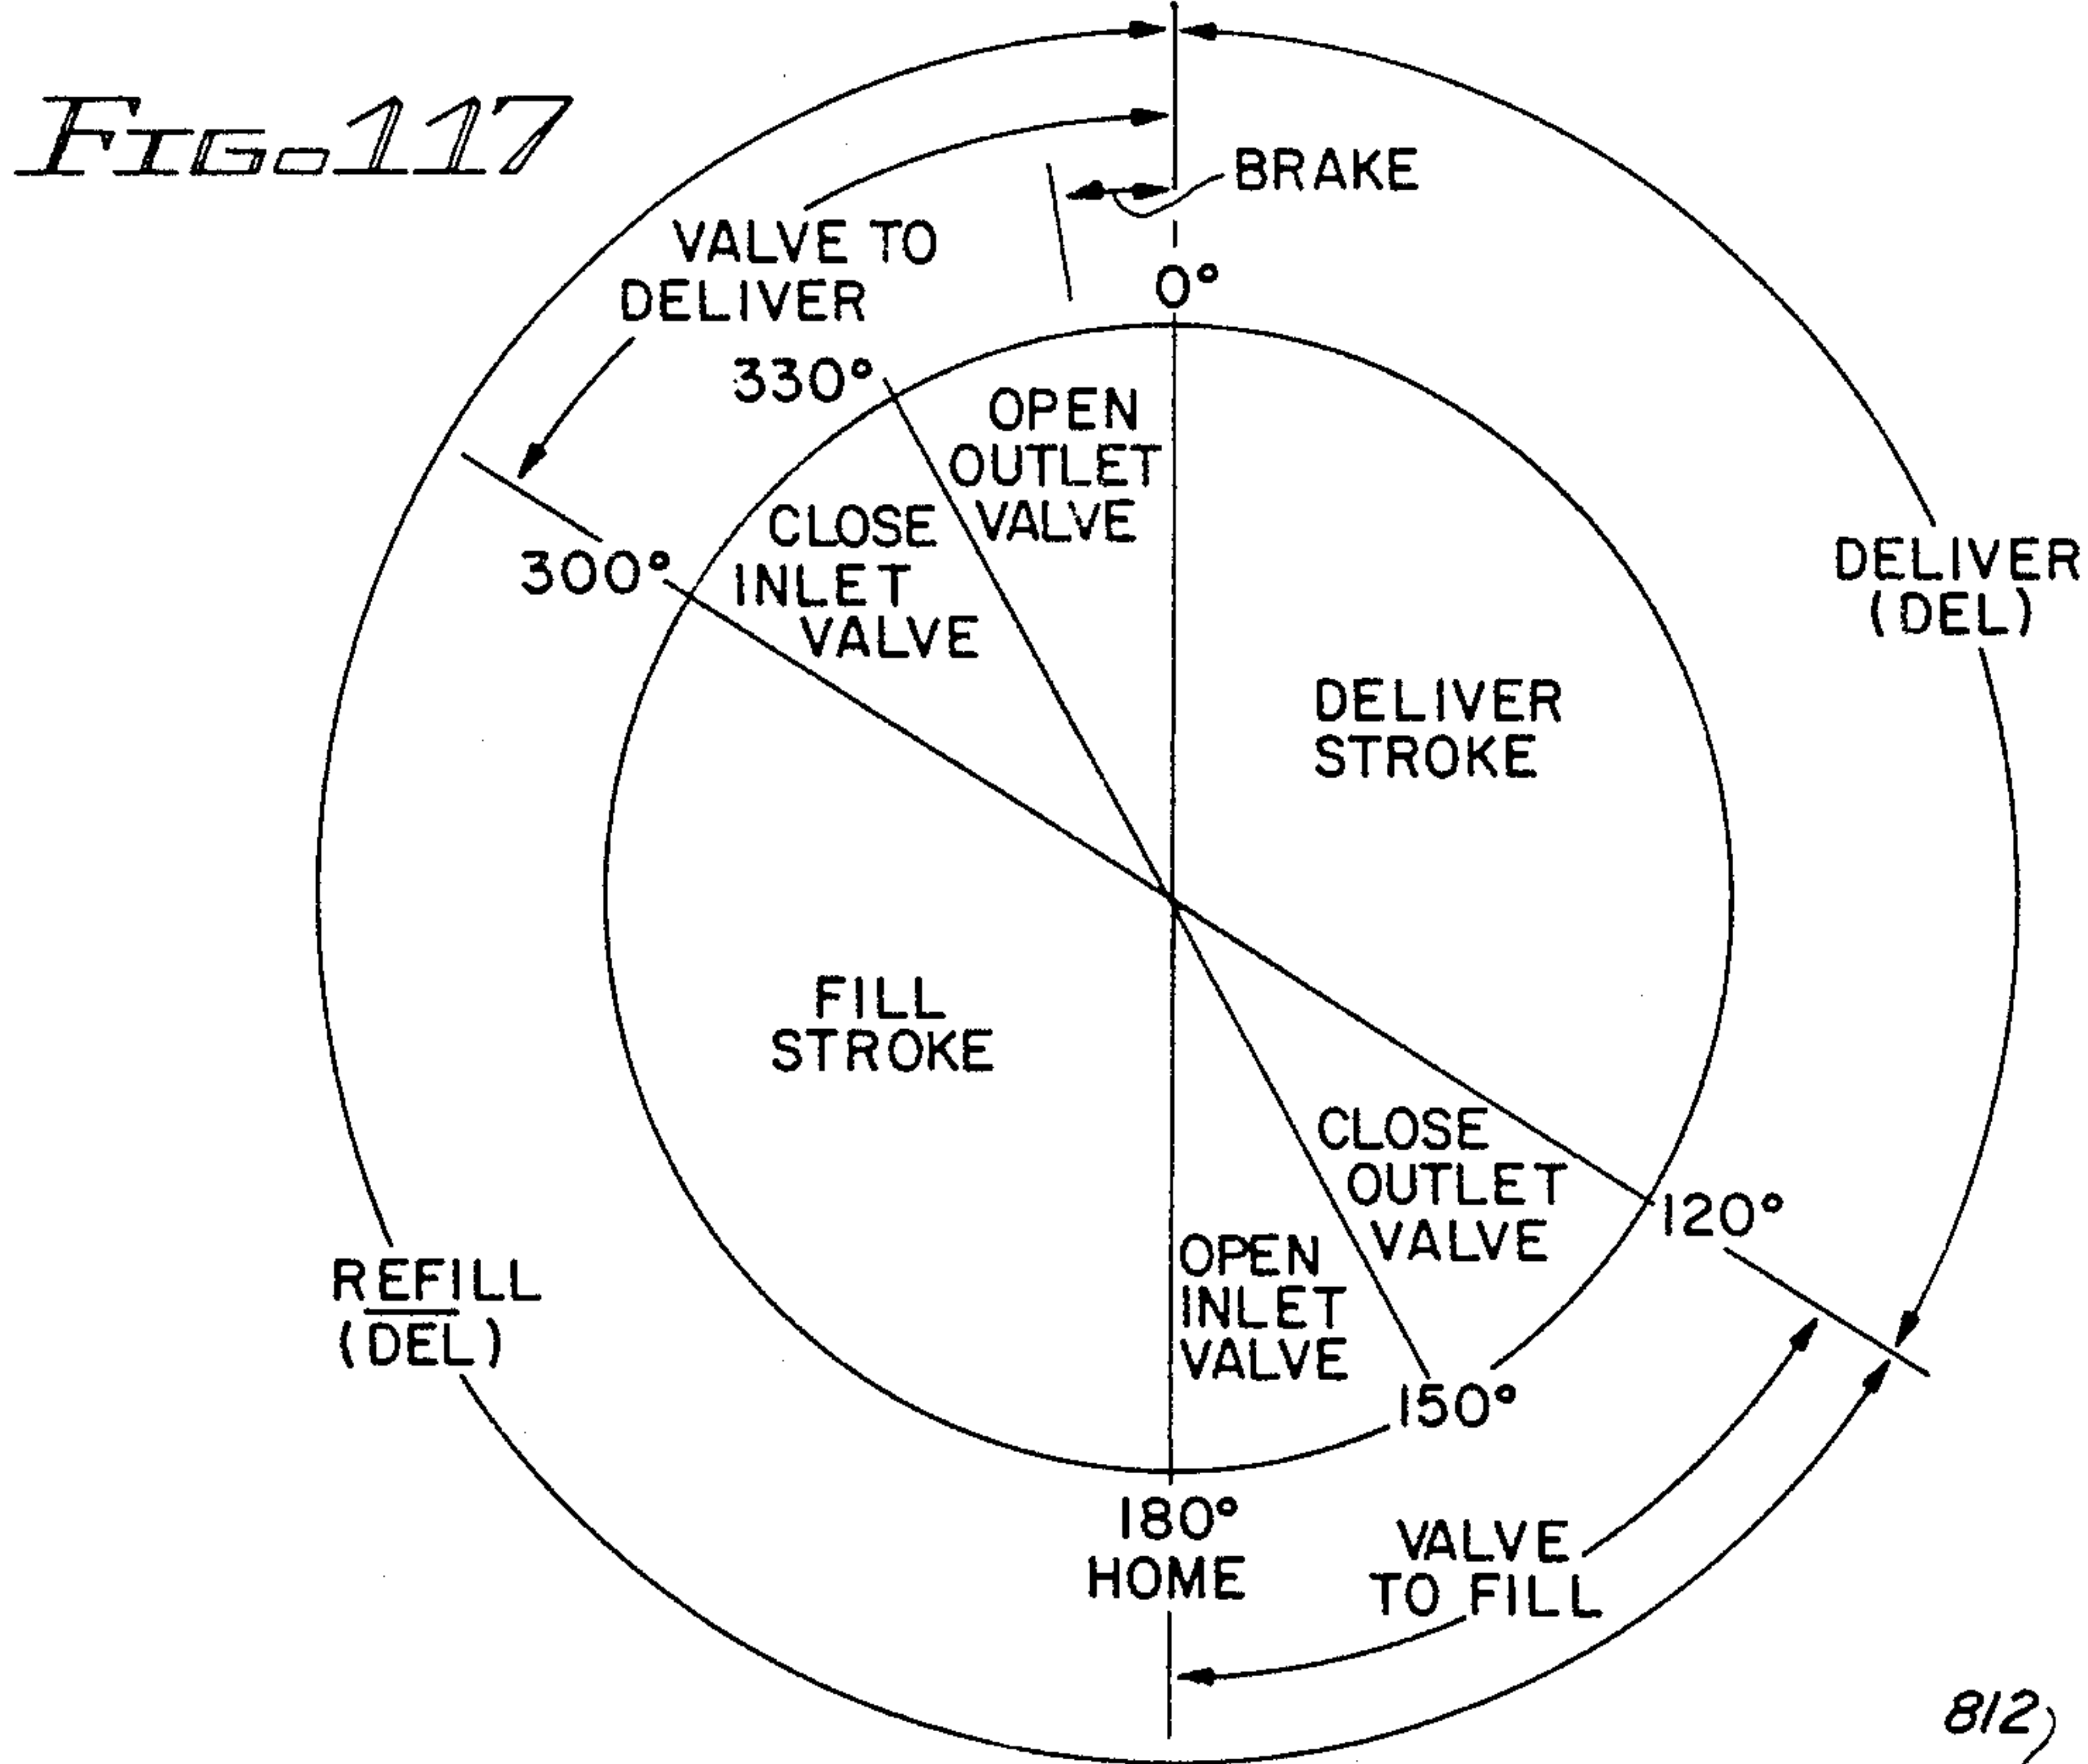 FIG. 117
BRAKE
VALVE TO
DELIVER
0°
330°
OPEN
OUTLET
VALVE
CLOSE
INLET
VALVE
300°
DELIVER
(DEL)
DELIVER
STROKE
FILL
STROKE
CLOSE
OUTLET
VALVE
120°
OPEN
INLET
VALVE
REFILL
(DEL)
150°
180°
HOME
VALVE
TO FILL
812